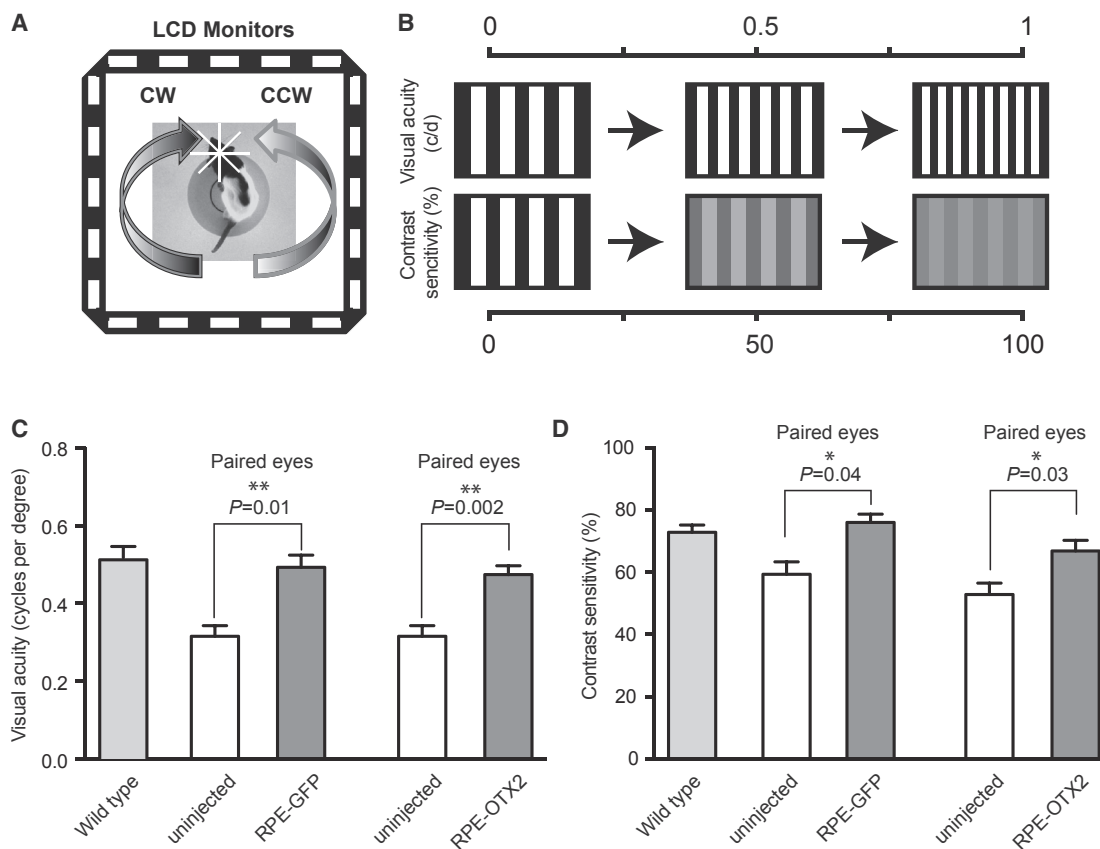 A
LCD Monitors
CW
CCW
B
0
0.5
1
Visual acuity
(c/d)
Contrast
sencitivity (%)
0
50
100
C
Visual acuity (cycles per degree)
0.8
0.6
0.4
0.2
0.0
Paired eyes
**
P=0.01
Paired eyes
**
P=0.002
Wild type
uninjected
RPE-GFP
uninjected
RPE-OTX2
D
Contrast sensitivity (%)
100
80
60
40
20
0
Paired eyes
*
P=0.04
Paired eyes
*
P=0.03
Wild type
uninjected
RPE-GFP
uninjected
RPE-OTX2